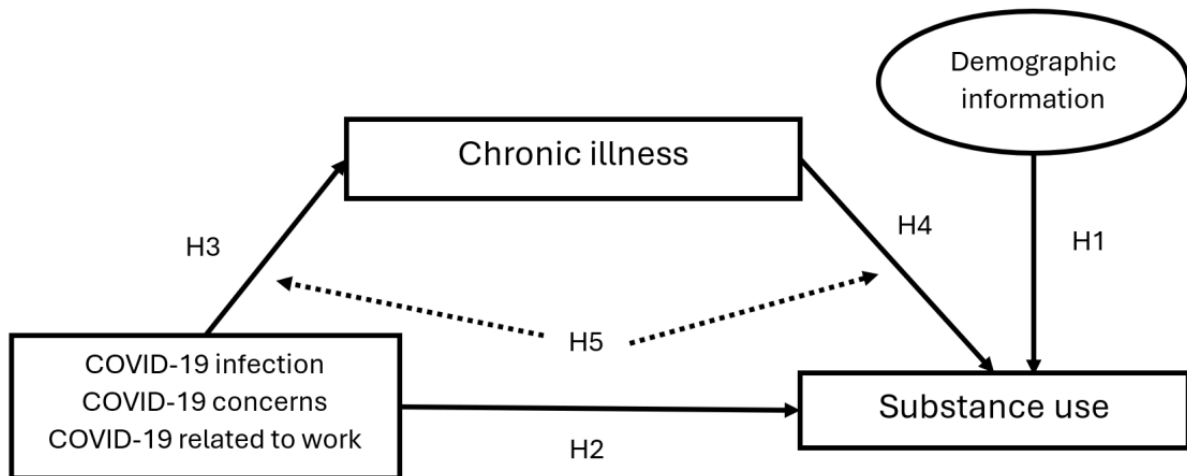 Demographic
information
Chronic illness
H3
H4
H1
H5
COVID-19 infection
COVID-19 concerns
COVID-19 related to work
Substance use
H2